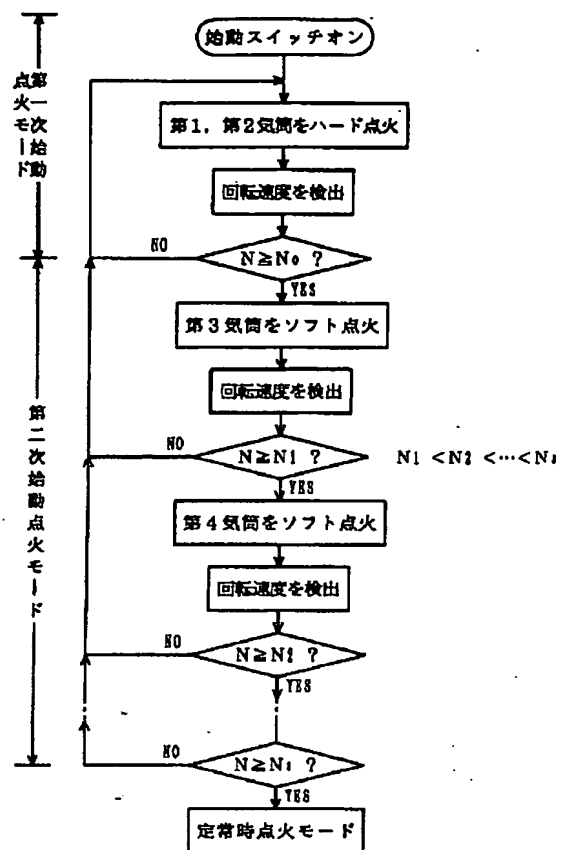 始動スイッチオン
第一次始動
点火モード
第1，第2気筒をハード点火
回転速度を検出
NO
N≧N₀ ?
YES
第3気筒をソフト点火
回転速度を検出
NO
N≧N1 ?
N1 <N2 <…<Nı
YES
第二次始動点火モード
第4気筒をソフト点火
回転速度を検出
NO
N≧N2 ?
YES
NO
N≧Nı ?
YES
定常時点火モード